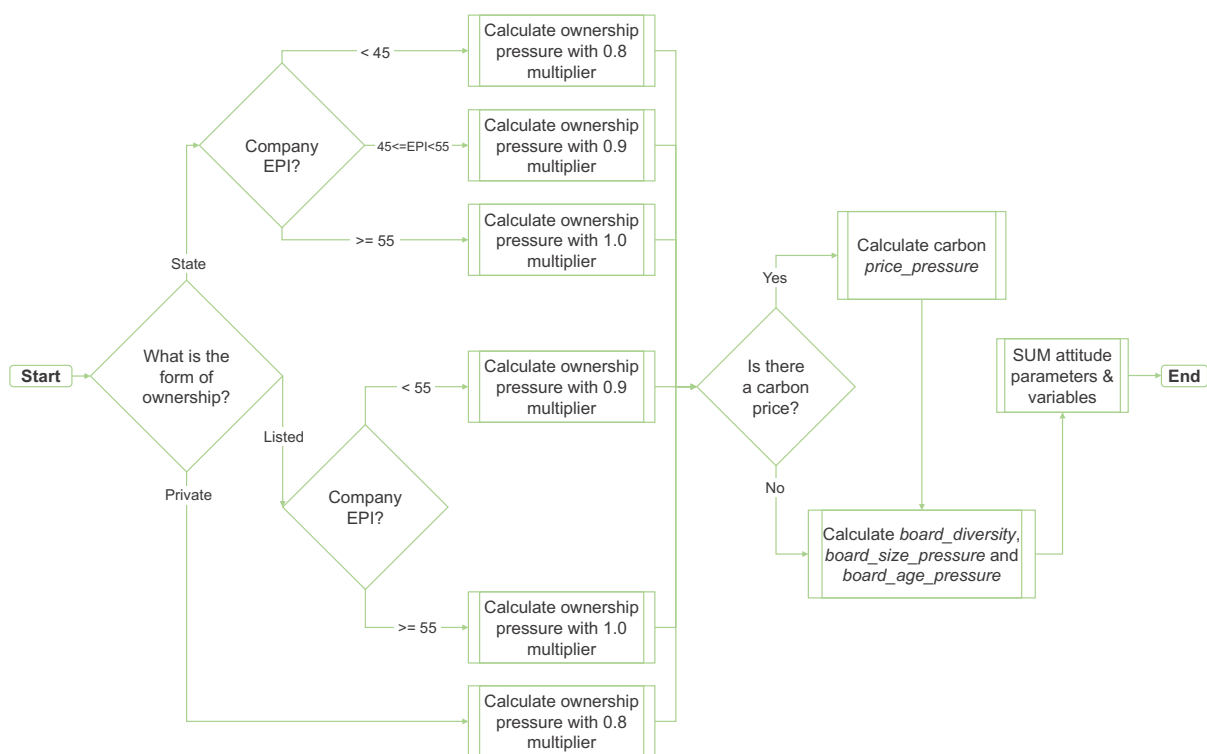 Start
What is the
form of
ownership?
State
Listed
Private
Company
EPI?
< 45
45<=EPI<55
>= 55
Calculate ownership
pressure with 0.8
multiplier
Calculate ownership
pressure with 0.9
multiplier
Calculate ownership
pressure with 1.0
multiplier
Company
EPI?
< 55
>= 55
Calculate ownership
pressure with 0.9
multiplier
Calculate ownership
pressure with 1.0
multiplier
Calculate ownership
pressure with 0.8
multiplier
Is there
a carbon
price?
Yes
No
Calculate carbon
price_pressure
Calculate board_diversity,
board_size_pressure and
board_age_pressure
SUM attitude
parameters &
variables
End